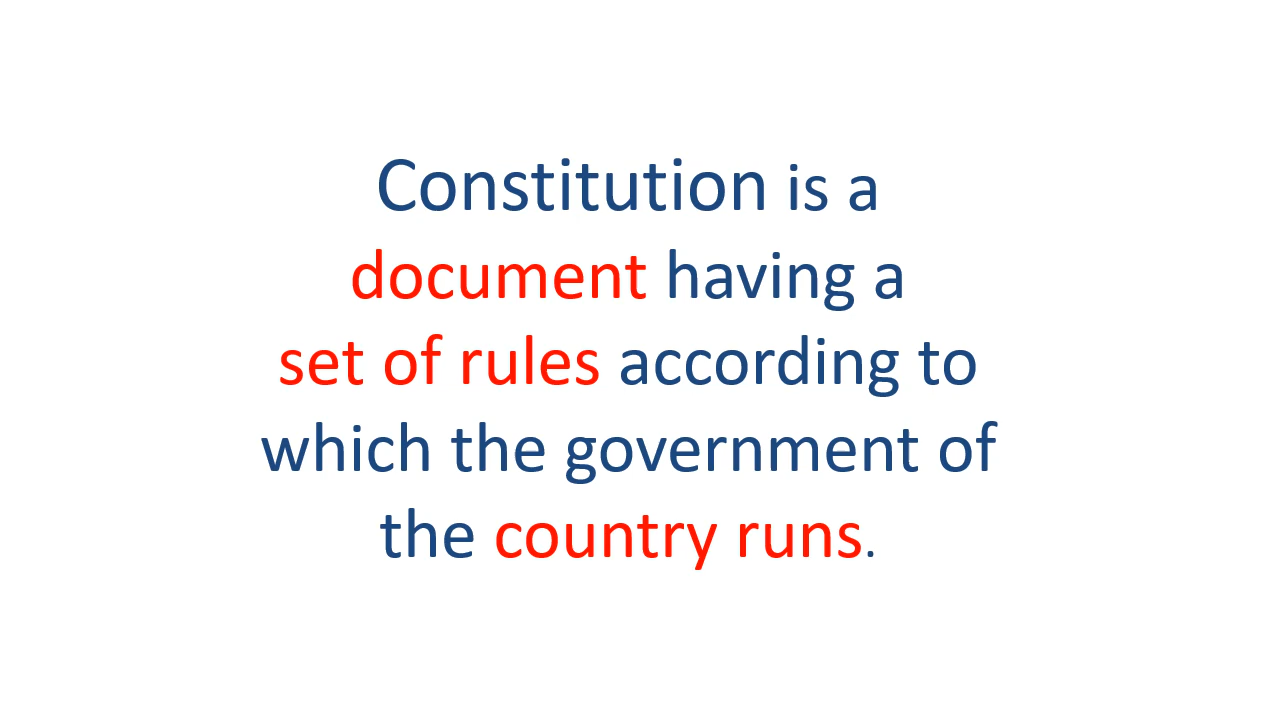 Constitution is a
document having a
set of rules according to
which the government of
the country runs.